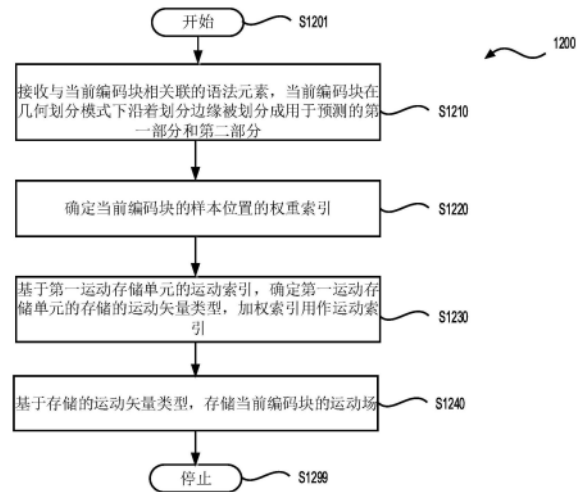 开始
S1201
1200
接收与当前编码块相关联的语法元素，当前编码块在
几何划分模式下沿着划分边缘被划分成用于预测的第
一部分和第二部分
S1210
确定当前编码块的样本位置的权重索引
S1220
基于第一运动存储单元的运动索引，确定第一运动存
储单元的存储的运动矢量类型，加权索引用作运动索
引
S1230
基于存储的运动矢量类型，存储当前编码块的运动场
S1240
停止
S1299